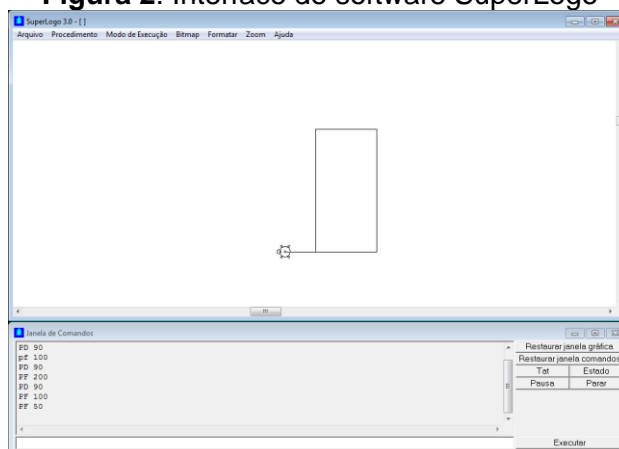 Figura 2. Interface do software SuperLogo
SuperLogo 3.0 - [ ]
Arquivo Procedimento Modo de Execução Bitmap Formatar Zoom Ajuda
Janela de Comandos
PD 90
pf 100
PD 90
PF 200
PD 90
PF 100
PF 50
Restaurar janela gráfica
Restaurar janela comandos
Tat Estado
Pausa Parar
Executar